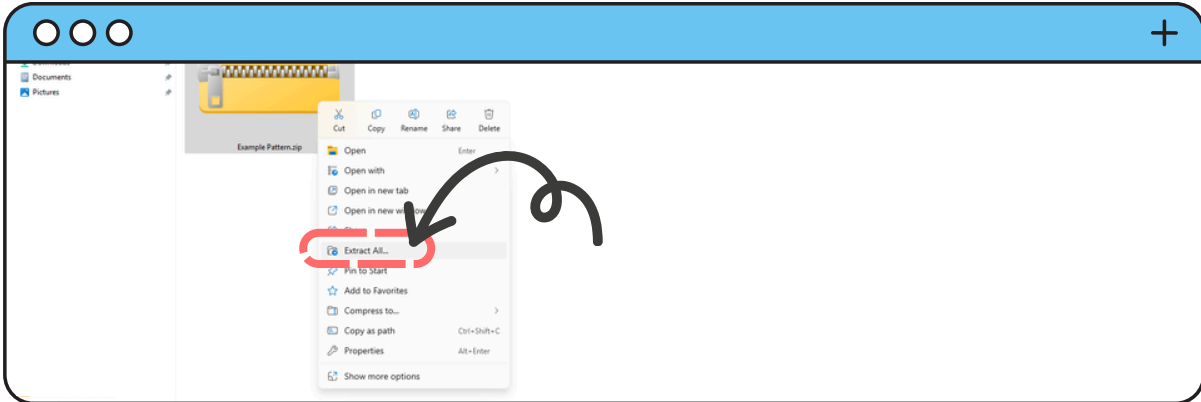 Documents
Pictures
Example Pattern.zip
Cut Copy Rename Share Delete
Open Enter
Open with
Open in new tab
Open in new window
Extract All...
Pin to Start
Add to Favorites
Compress to...
Copy as path Ctrl+Shift+C
Properties Alt+Enter
Show more options